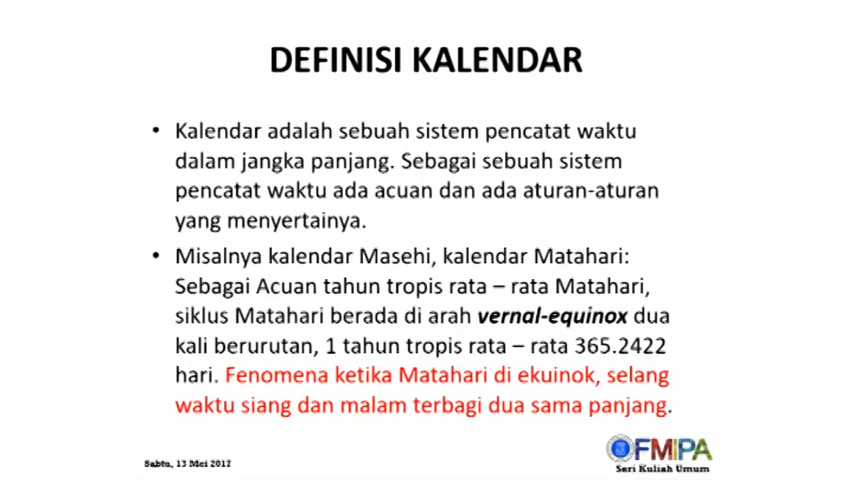 DEFINISI KALENDAR
• Kalendar adalah sebuah sistem pencatat waktu
dalam jangka panjang. Sebagai sebuah sistem
pencatat waktu ada acuan dan ada aturan-aturan
yang menyertainya.
• Misalnya kalendar Masehi, kalendar Matahari:
Sebagai Acuan tahun tropis rata – rata Matahari,
siklus Matahari berada di arah vernal-equinox dua
kali berurutan, 1 tahun tropis rata – rata 365.2422
hari. Fenomena ketika Matahari di ekuinok, selang
waktu siang dan malam terbagi dua sama panjang.
FMIPA
Seri Kuliah Umum
Sabtu, 13 Mei 2017